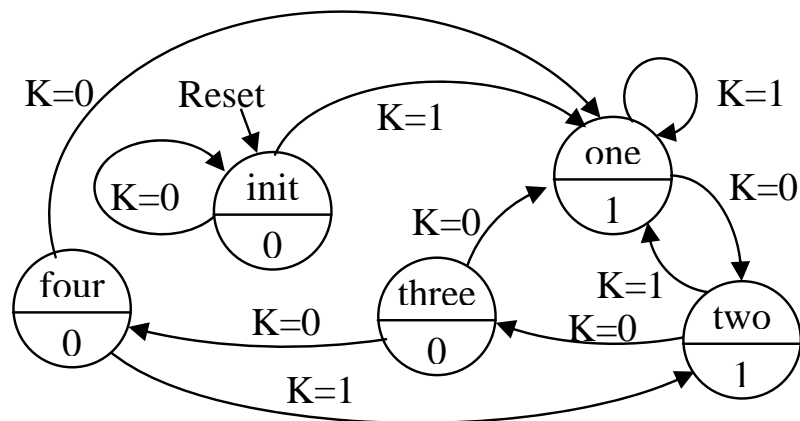 K=0
Reset
K=1
K=1
one
1
K=0
init
0
K=0
K=0
four
0
three
0
K=1
two
1
K=0
K=0
K=1